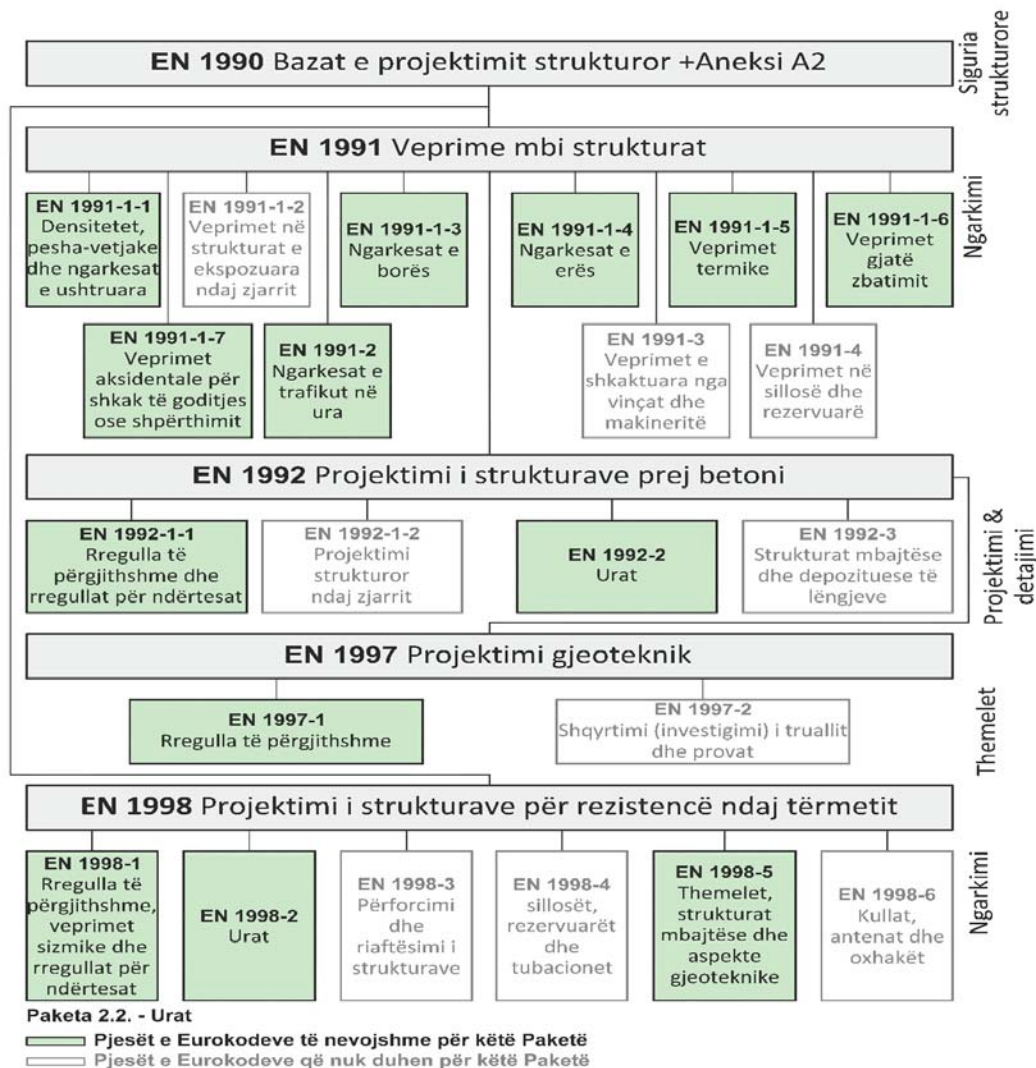 EN 1990 Bazat e projektimit strukturor +Aneksi A2
Siguria
strukturore
EN 1991 Veprime mbi strukturat
Ngarkimi
EN 1991-1-1
Densitetet,
pesha-vetjake
dhe ngarkesat
e ushtruara
EN 1991-1-2
Veprimet në
strukturat e
ekspozuara
ndaj zjarrit
EN 1991-1-3
Ngarkesat e
borës
EN 1991-1-4
Ngarkesat e
erës
EN 1991-1-5
Veprimet
termike
EN 1991-1-6
Veprimet
gjatë
zbatimit
EN 1991-1-7
Veprimet
aksidentale për
shkak të goditjes
ose shpërthimit
EN 1991-2
Ngarkesat e
trafikut në
ura
EN 1991-3
Veprimet e
shkaktuara nga
vinçat dhe
makineritë
EN 1991-4
Veprimet në
sillosë dhe
rezervuarë
EN 1992 Projektimi i strukturave prej betoni
Projektimi &
detajimi
EN 1992-1-1
Rregulla të
përgjithshme dhe
rregullat për ndërtesat
EN 1992-1-2
Projektimi
strukturor
ndaj zjarrit
EN 1992-2
Urat
EN 1992-3
Strukturat mbajtëse
dhe depozituese të
lëngjeve
EN 1997 Projektimi gjeoteknik
Themelet
EN 1997-1
Rregulla të përgjithshme
EN 1997-2
Shqyrtimi (investigimi) i truallit
dhe provat
EN 1998 Projektimi i strukturave për rezistencë ndaj tërmetit
Ngarkimi
EN 1998-1
Rregulla të
përgjithshme,
veprimet
sizmike dhe
rregullat për
ndërtesat
EN 1998-2
Urat
EN 1998-3
Përforcimi
dhe
riaftësimi i
strukturave
EN 1998-4
sillosët,
rezervuarët
dhe
tubacionet
EN 1998-5
Themelet,
strukturat
mbajtëse dhe
aspekte
gjeoteknike
EN 1998-6
Kullat,
antenat dhe
oxhakët
Paketa 2.2. - Urat
Pjesët e Eurokodeve të nevojshme për këtë Paketë
Pjesët e Eurokodeve që nuk duhen për këtë Paketë